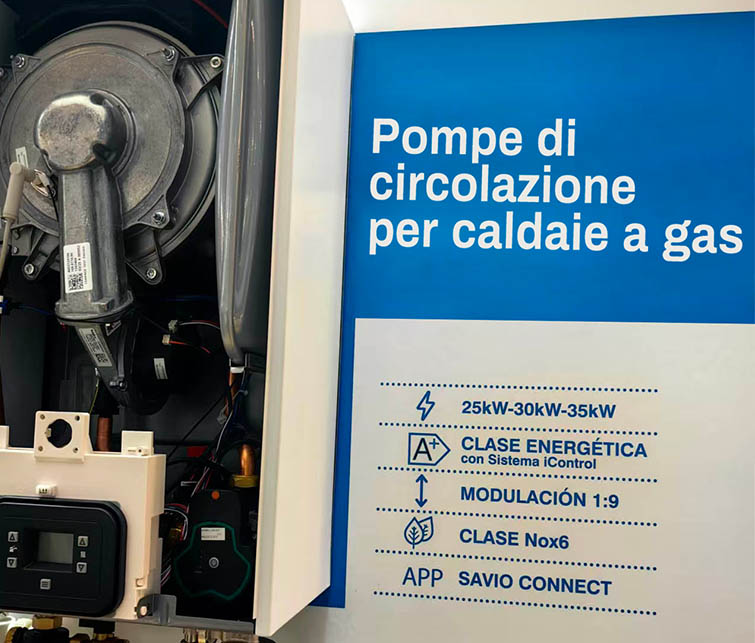 Pompe di
circolazione
per caldaie a gas
25kW-30kW-35kW
A+ CLASE ENERGÉTICA
con Sistema iControl
MODULACIÓN 1:9
CLASE Nox6
APP SAVIO CONNECT